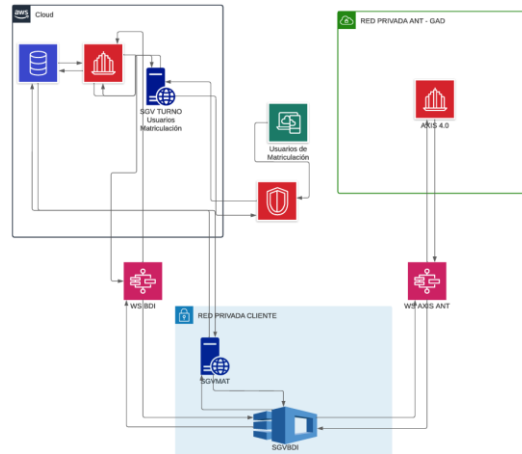 aws
Cloud
RED PRIVADA ANT - GAD
SGV TURNO
Usuarios
Matriculación
Usuarios de
Matriculación
AXIS 4.0
WS BDI
WS AXIS ANT
RED PRIVADA CLIENTE
SGVMAT
SGVBDI